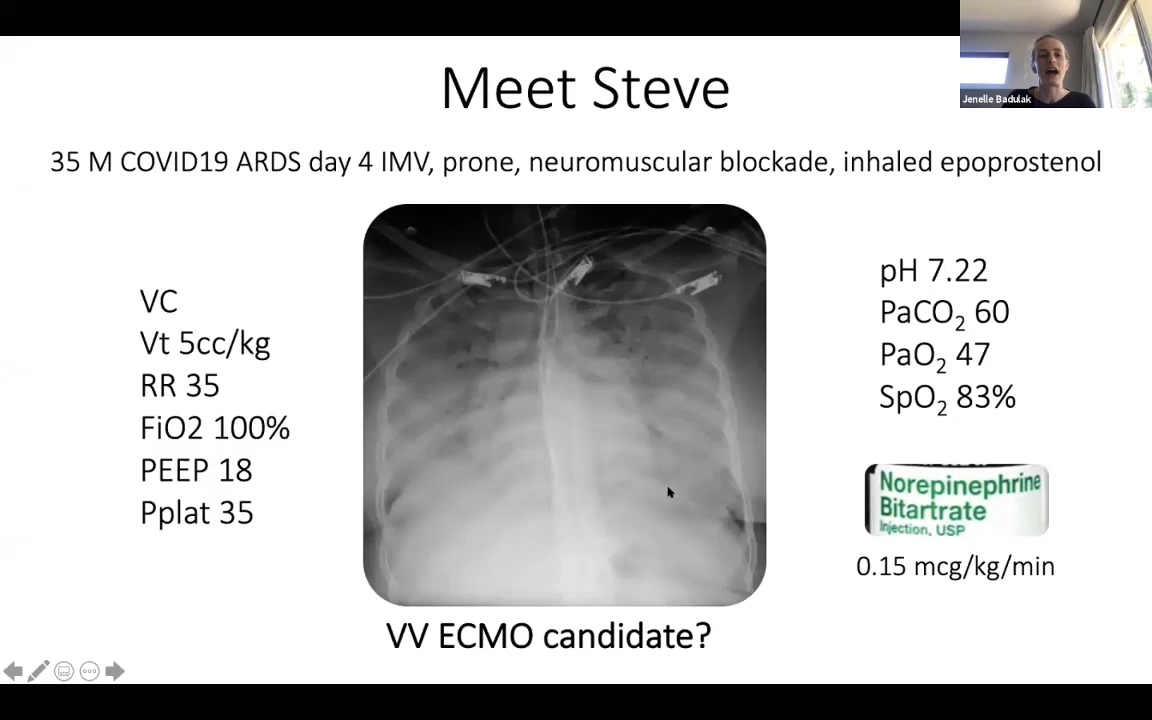 Meet Steve
Jenelle Badulak
35 M COVID19 ARDS day 4 IMV, prone, neuromuscular blockade, inhaled epoprostenol
VC
Vt 5cc/kg
RR 35
FiO2 100%
PEEP 18
Pplat 35
pH 7.22
PaCO₂ 60
PaO₂ 47
SpO₂ 83%
Norepinephrine
Bitartrate
Injection, USP
0.15 mcg/kg/min
VV ECMO candidate?